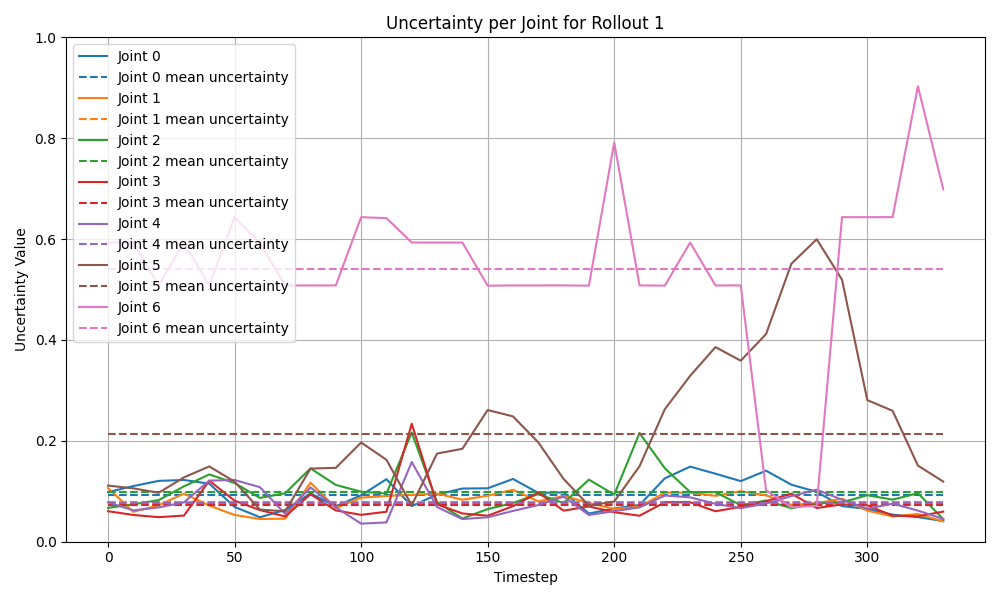 Uncertainty per Joint for Rollout 1
1.0
0.8
0.6
0.4
0.2
0.0
Uncertainty Value
Joint 0
Joint 0 mean uncertainty
Joint 1
Joint 1 mean uncertainty
Joint 2
Joint 2 mean uncertainty
Joint 3
Joint 3 mean uncertainty
Joint 4
Joint 4 mean uncertainty
Joint 5
Joint 5 mean uncertainty
Joint 6
Joint 6 mean uncertainty
0 50 100 150 200 250 300
Timestep